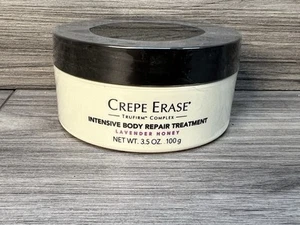 CREPE ERASE®
TRUFIRM® COMPLEX
INTENSIVE BODY REPAIR TREATMENT
LAVENDER HONEY
NET WT. 3.5 OZ. 100g